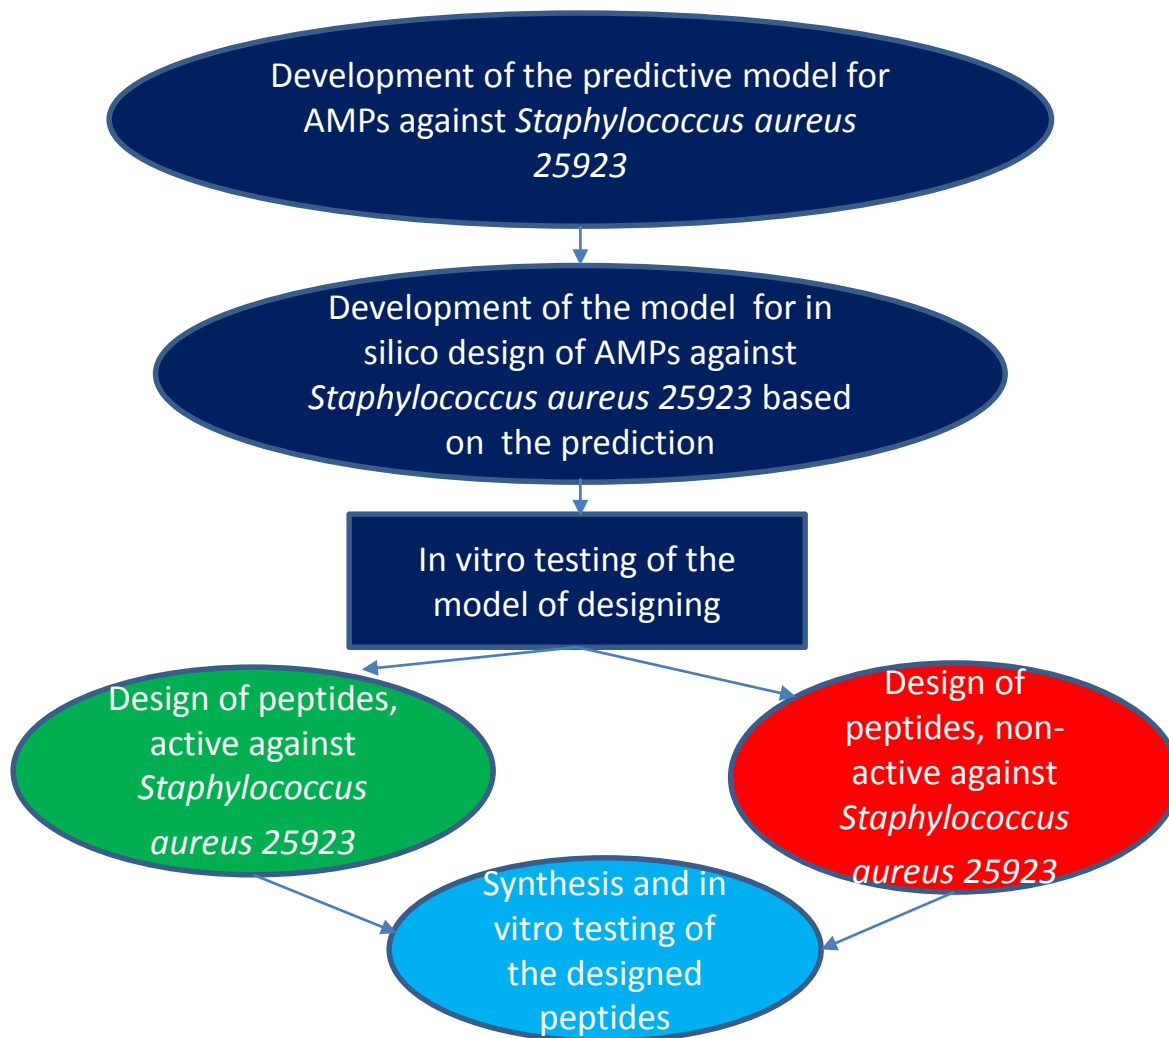 Development of the predictive model for
AMPs against Staphylococcus aureus
25923
Development of the model for in
silico design of AMPs against
Staphylococcus aureus 25923 based
on the prediction
In vitro testing of the
model of designing
Design of peptides,
active against
Staphylococcus
aureus 25923
Design of
peptides, non-
active against
Staphylococcus
aureus 25923
Synthesis and in
vitro testing of
the designed
peptides